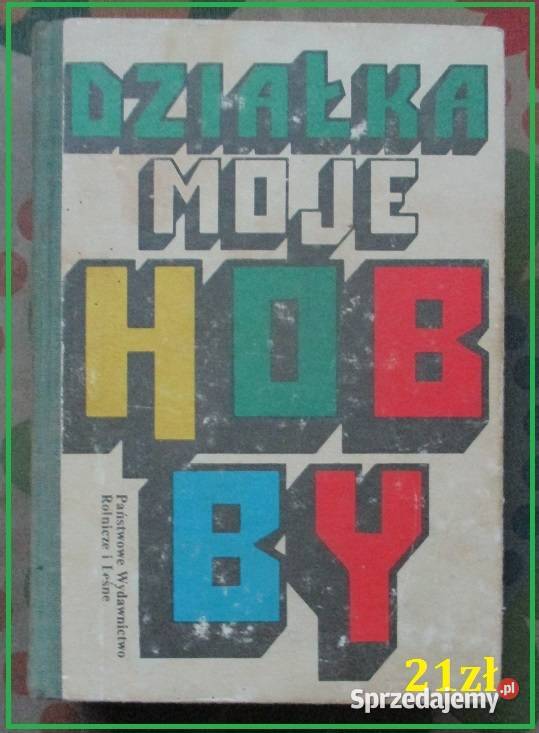 DZIAŁKA
MOJE
HOB
BY
Państwowe Wydawnictwo
Rolnicze i Leśne
21zł
Sprzedajemy.pl